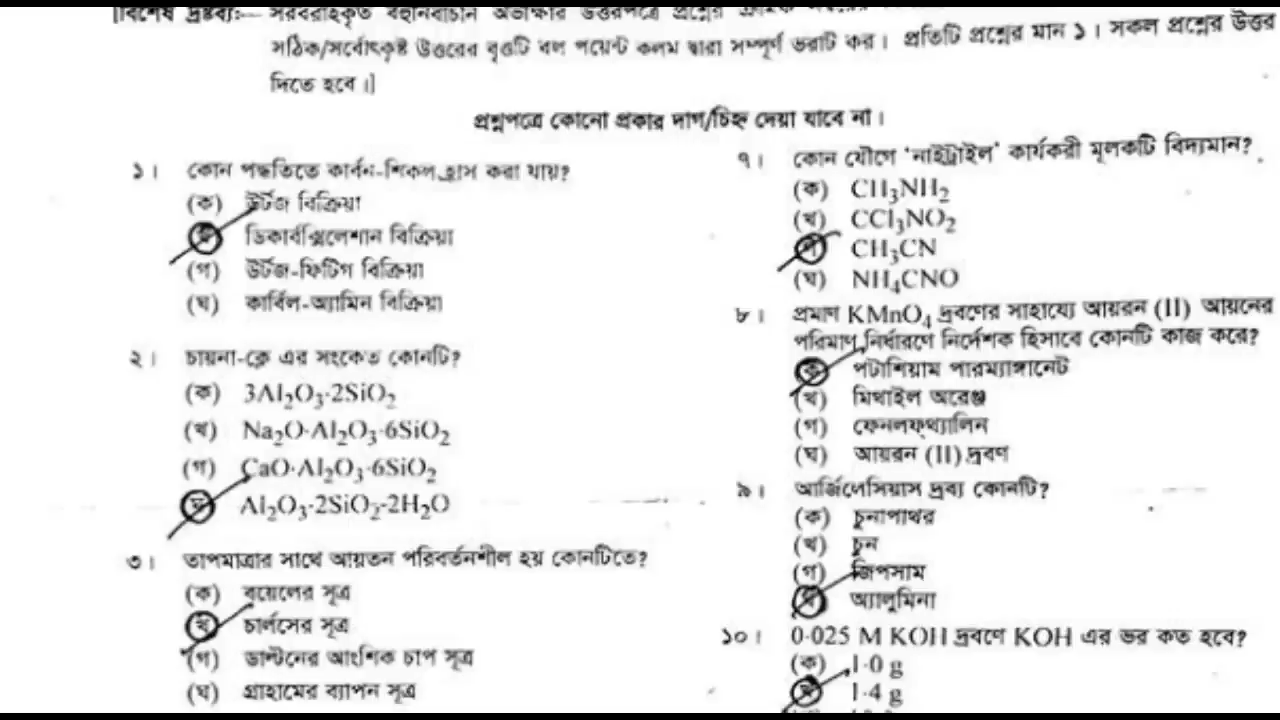 [বিশেষ দ্রষ্টব্যঃ— সরবরাহকৃত বহুনির্বাচনি অভীক্ষার উত্তরপত্রে প্রশ্নের ক্রমিক
সঠিক/সর্বোৎকৃষ্ট উত্তরের বৃত্তটি বল পয়েন্ট কলম দ্বারা সম্পূর্ণ ভরাট কর। প্রতিটি প্রশ্নের মান ১। সকল প্রশ্নের উত্তর
দিতে হবে।]
প্রশ্নপত্রে কোনো প্রকার দাগ/চিহ্ন দেয়া যাবে না।
১। কোন পদ্ধতিতে কার্বন-শিকল হ্রাস করা যায়?
(ক) উর্টজ বিক্রিয়া
(খ) ডিকার্বক্সিলেশান বিক্রিয়া
(গ) উর্টজ-ফিটিগ বিক্রিয়া
(ঘ) কার্বিল-অ্যামিন বিক্রিয়া
২। চায়না-ক্লে এর সংকেত কোনটি?
(ক) 3Al₂O₃·2SiO₂
(খ) Na₂O·Al₂O₃·6SiO₂
(গ) CaO·Al₂O₃·6SiO₂
(ঘ) Al₂O₃·2SiO₂·2H₂O
৩। তাপমাত্রার সাথে আয়তন পরিবর্তনশীল হয় কোনটিতে?
(ক) বয়েলের সূত্র
(খ) চার্লসের সূত্র
(গ) ডাল্টনের আংশিক চাপ সূত্র
(ঘ) গ্রাহামের ব্যাপন সূত্র
৭। কোন যৌগে ‘নাইট্রাইল’ কার্যকরী মূলকটি বিদ্যমান?
(ক) CH₃NH₂
(খ) CCl₃NO₂
(গ) CH₃CN
(ঘ) NH₄CNO
৮। প্রমাণ KMnO₄ দ্রবণের সাহায্যে আয়রন (II) আয়নের
পরিমাণ নির্ধারণে নির্দেশক হিসাবে কোনটি কাজ করে?
(ক) পটাশিয়াম পারম্যাঙ্গানেট
(খ) মিথাইল অরেঞ্জ
(গ) ফেনলফ্থ্যালিন
(ঘ) আয়রন (II) দ্রবণ
৯। আর্জিলেসিয়াস দ্রব্য কোনটি?
(ক) চুনাপাথর
(খ) চুন
(গ) জিপসাম
(ঘ) অ্যালুমিনা
১০। 0·025 M KOH দ্রবণে KOH এর ভর কত হবে?
(ক) 1·0 g
(খ) 1·4 g